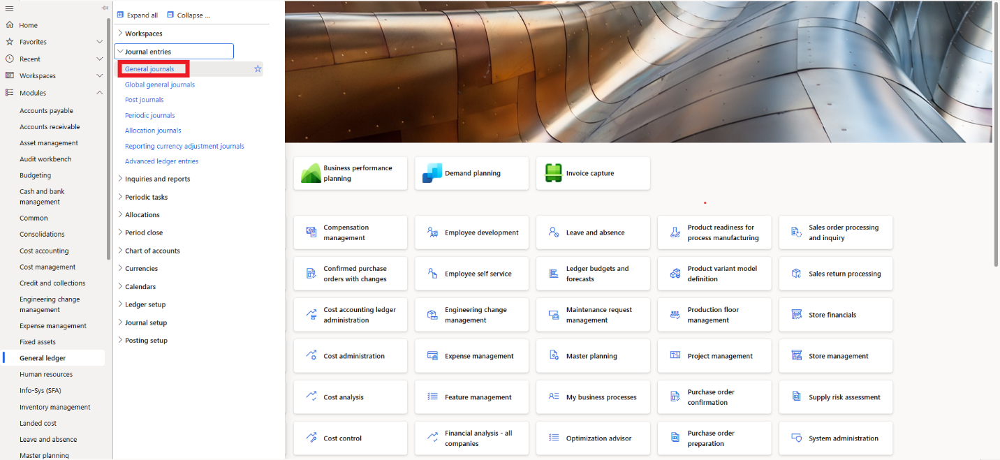 Home
Favorites
Recent
Workspaces
Modules
Accounts payable
Accounts receivable
Asset management
Audit workbench
Budgeting
Cash and bank
management
Common
Consolidations
Cost accounting
Cost management
Credit and collections
Engineering change
management
Expense management
Fixed assets
General ledger
Human resources
Info-Sys (SFA)
Inventory management
Landed cost
Leave and absence
Master planning
Expand all
Collapse ...
Workspaces
Journal entries
General journals
Global general journals
Post journals
Periodic journals
Allocation journals
Reporting currency adjustment journals
Advanced ledger entries
Inquiries and reports
Periodic tasks
Allocations
Period close
Chart of accounts
Currencies
Calendars
Ledger setup
Journal setup
Posting setup
Business performance
planning
Demand planning
Invoice capture
Compensation
management
Employee development
Leave and absence
Product readiness for
process manufacturing
Sales order processing
and inquiry
Confirmed purchase
orders with changes
Employee self service
Ledger budgets and
forecasts
Product variant model
definition
Sales return processing
Cost accounting ledger
administration
Engineering change
management
Maintenance request
management
Production floor
management
Store financials
Cost administration
Expense management
Master planning
Project management
Store management
Cost analysis
Feature management
My business processes
Purchase order
confirmation
Supply risk assessment
Cost control
Financial analysis - all
companies
Optimization advisor
Purchase order
preparation
System administration